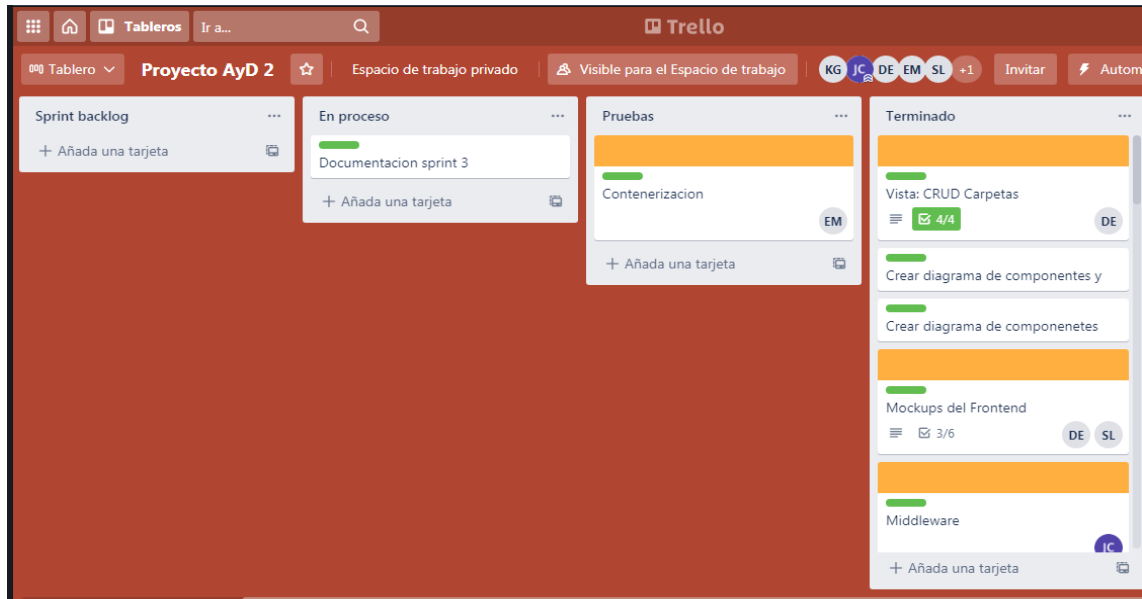 Tableros
Ir a...
Trello
Tablero
Proyecto AyD 2
Espacio de trabajo privado
Visible para el Espacio de trabajo
KG
JC
DE
EM
SL
+1
Invitar
Autom
Sprint backlog
+ Añada una tarjeta
En proceso
Documentacion sprint 3
+ Añada una tarjeta
Pruebas
Contenerizacion
EM
+ Añada una tarjeta
Terminado
Vista: CRUD Carpetas
4/4
DE
Crear diagrama de componentes y
Crear diagrama de componenetes
Mockups del Frontend
3/6
DE SL
Middleware
JC
+ Añada una tarjeta